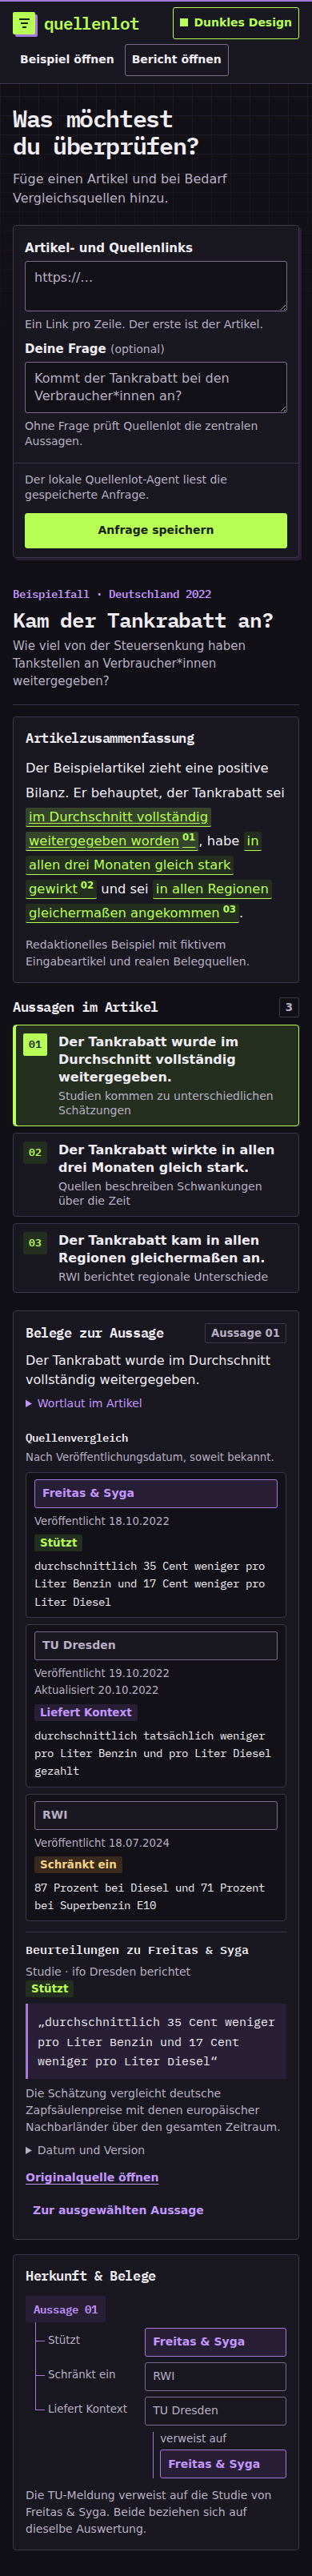 quellenlot
Dunkles Design
Beispiel öffnen
Bericht öffnen
Was möchtest
du überprüfen?
Füge einen Artikel und bei Bedarf
Vergleichsquellen hinzu.
Artikel- und Quellenlinks
https://…
Ein Link pro Zeile. Der erste ist der Artikel.
Deine Frage (optional)
Kommt der Tankrabatt bei den
Verbraucher*innen an?
Ohne Frage prüft Quellenlot die zentralen
Aussagen.
Der lokale Quellenlot-Agent liest die
gespeicherte Anfrage.
Anfrage speichern
Beispielfall · Deutschland 2022
Kam der Tankrabatt an?
Wie viel von der Steuersenkung haben
Tankstellen an Verbraucher*innen
weitergegeben?
Artikelzusammenfassung
Der Beispielartikel zieht eine positive
Bilanz. Er behauptet, der Tankrabatt sei
im Durchschnitt vollständig
weitergegeben worden 01, habe in
allen drei Monaten gleich stark
gewirkt 02 und sei in allen Regionen
gleichermaßen angekommen 03.
Redaktionelles Beispiel mit fiktivem
Eingabeartikel und realen Belegquellen.
Aussagen im Artikel
3
01
Der Tankrabatt wurde im
Durchschnitt vollständig
weitergegeben.
Studien kommen zu unterschiedlichen
Schätzungen
02
Der Tankrabatt wirkte in allen
drei Monaten gleich stark.
Quellen beschreiben Schwankungen
über die Zeit
03
Der Tankrabatt kam in allen
Regionen gleichermaßen an.
RWI berichtet regionale Unterschiede
Belege zur Aussage
Aussage 01
Der Tankrabatt wurde im Durchschnitt
vollständig weitergegeben.
▶ Wortlaut im Artikel
Quellenvergleich
Nach Veröffentlichungsdatum, soweit bekannt.
Freitas & Syga
Veröffentlicht 18.10.2022
Stützt
durchschnittlich 35 Cent weniger pro
Liter Benzin und 17 Cent weniger pro
Liter Diesel
TU Dresden
Veröffentlicht 19.10.2022
Aktualisiert 20.10.2022
Liefert Kontext
durchschnittlich tatsächlich weniger
pro Liter Benzin und pro Liter Diesel
gezahlt
RWI
Veröffentlicht 18.07.2024
Schränkt ein
87 Prozent bei Diesel und 71 Prozent
bei Superbenzin E10
Beurteilungen zu Freitas & Syga
Studie · ifo Dresden berichtet
Stützt
„durchschnittlich 35 Cent weniger
pro Liter Benzin und 17 Cent
weniger pro Liter Diesel“
Die Schätzung vergleicht deutsche
Zapfsäulenpreise mit denen europäischer
Nachbarländer über den gesamten Zeitraum.
▶ Datum und Version
Originalquelle öffnen
Zur ausgewählten Aussage
Herkunft & Belege
Aussage 01
Stützt
Freitas & Syga
Schränkt ein
RWI
Liefert Kontext
TU Dresden
verweist auf
Freitas & Syga
Die TU-Meldung verweist auf die Studie von
Freitas & Syga. Beide beziehen sich auf
dieselbe Auswertung.